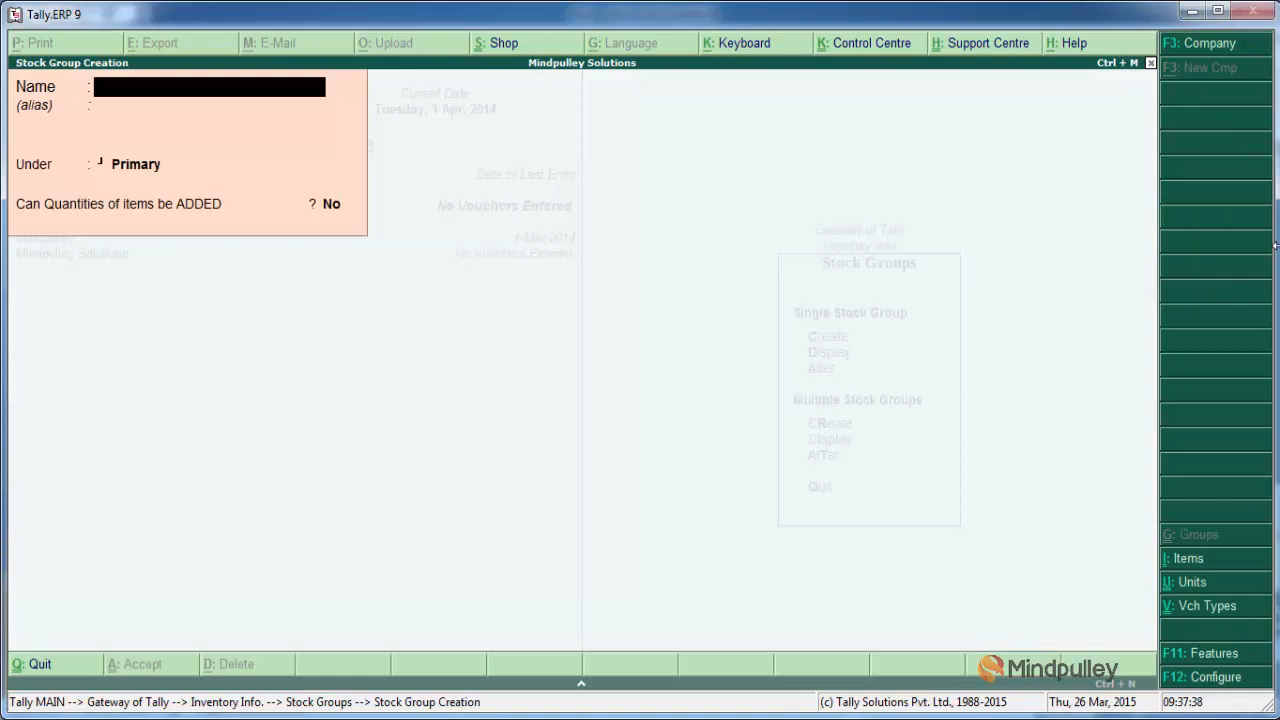 Tally.ERP 9
P: Print
E: Export
M: E-Mail
O: Upload
S: Shop
G: Language
K: Keyboard
K: Control Centre
H: Support Centre
H: Help
F3: Company
F3: New Cmp
Stock Group Creation
Mindpulley Solutions
Ctrl + M
Name :
(alias) :
Under : ┘ Primary
Can Quantities of items be ADDED ? No
Current Date
Tuesday, 1 Apr, 2014
Date of Last Entry
No Vouchers Entered
Mindpulley 1-Mar-2014
Mindpulley Solutions No Vouchers Entered
Gateway of Tally
Inventory Info.
Stock Groups
Single Stock Group
Create
Display
Alter
Multiple Stock Groups
CReate
DIsplay
AlTer
Quit
G: Groups
I: Items
U: Units
V: Vch Types
F11: Features
F12: Configure
Q: Quit
A: Accept
D: Delete
Mindpulley
Ctrl + N
Tally MAIN --> Gateway of Tally --> Inventory Info. --> Stock Groups --> Stock Group Creation
(c) Tally Solutions Pvt. Ltd., 1988-2015
Thu, 26 Mar, 2015
09:37:38